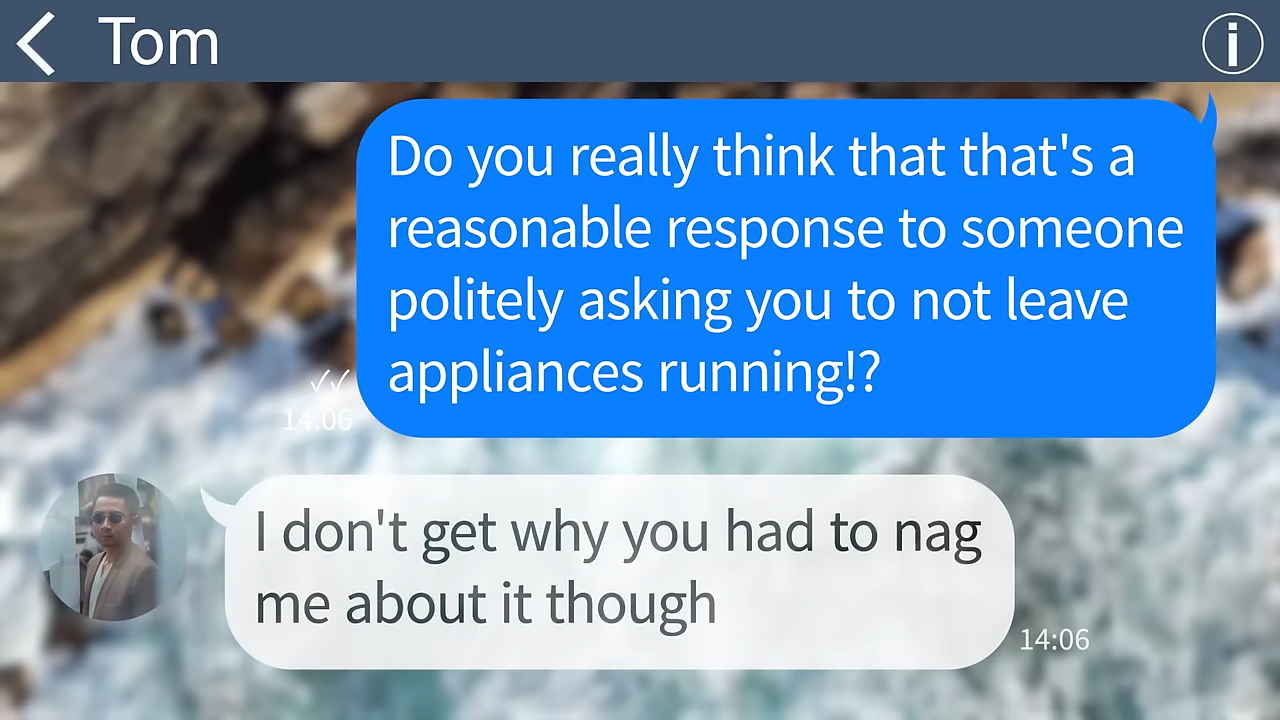 Tom
Do you really think that that's a
reasonable response to someone
politely asking you to not leave
appliances running!?
14:06
I don't get why you had to nag
me about it though
14:06